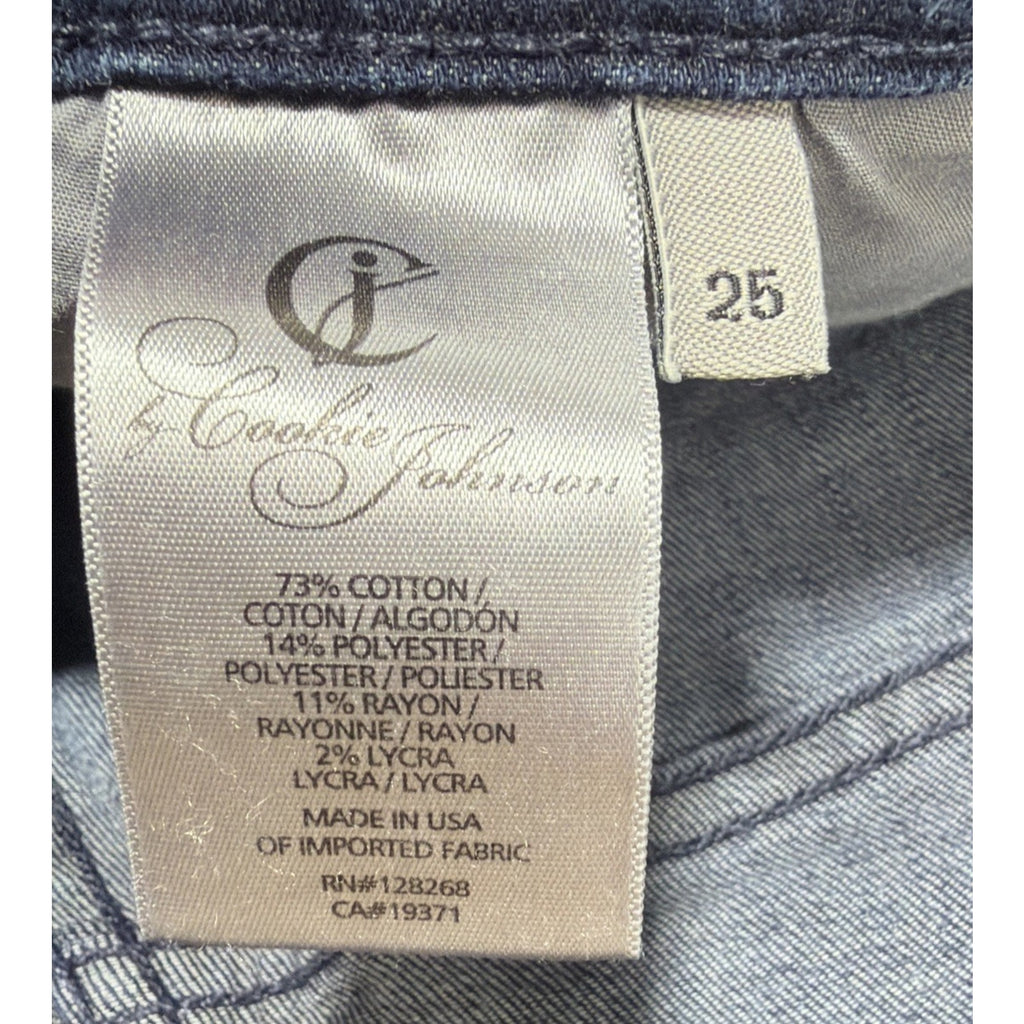 CJ
by Cookie Johnson
25
73% COTTON /
COTON / ALGODÓN
14% POLYESTER /
POLYESTER / POLIESTER
11% RAYON /
RAYONNE / RAYON
2% LYCRA
LYCRA / LYCRA
MADE IN USA
OF IMPORTED FABRIC
RN#128268
CA#19371